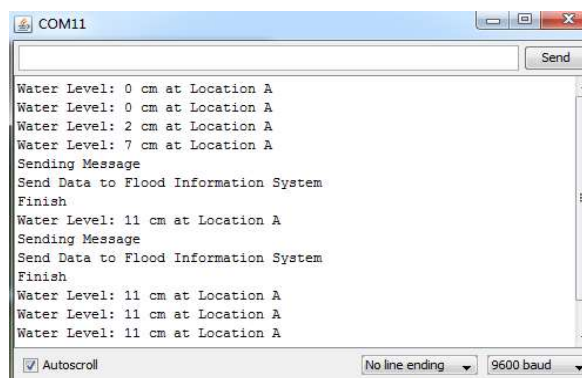 COM11
Send
Water Level: 0 cm at Location A
Water Level: 0 cm at Location A
Water Level: 2 cm at Location A
Water Level: 7 cm at Location A
Sending Message
Send Data to Flood Information System
Finish
Water Level: 11 cm at Location A
Sending Message
Send Data to Flood Information System
Finish
Water Level: 11 cm at Location A
Water Level: 11 cm at Location A
Water Level: 11 cm at Location A
Autoscroll No line ending 9600 baud